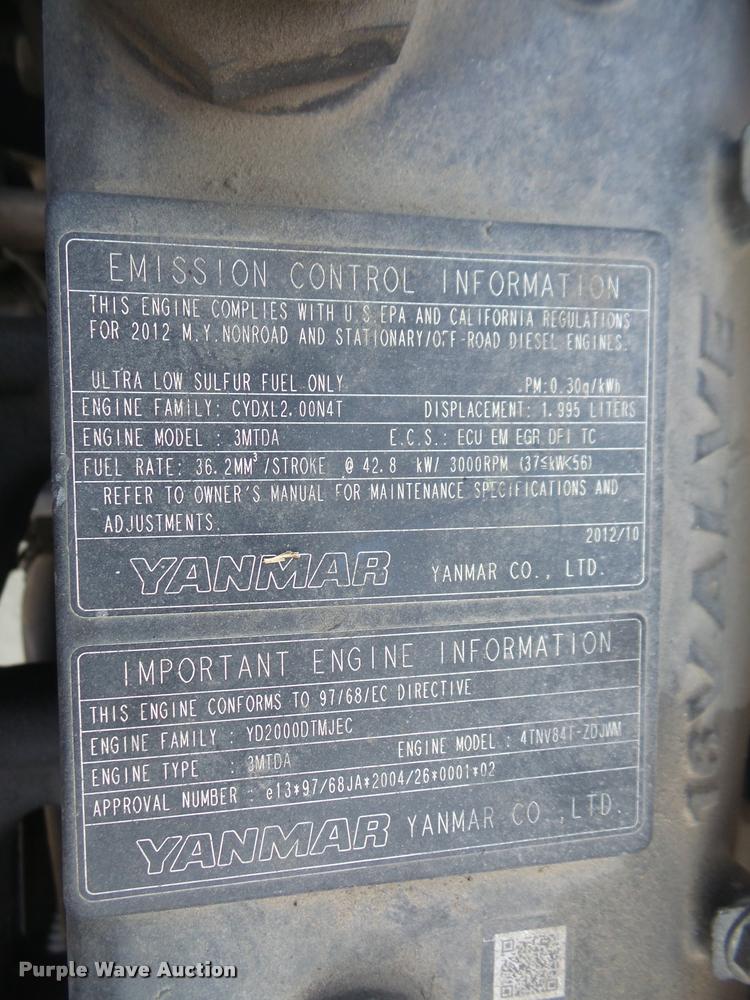 EMISSION CONTROL INFORMATION
THIS ENGINE COMPLIES WITH U.S.EPA AND CALIFORNIA REGULATIONS
FOR 2012 M.Y.NONROAD AND STATIONARY/OFF-ROAD DIESEL ENGINES.
ULTRA LOW SULFUR FUEL ONLY PM:0.30g/kWh
ENGINE FAMILY: CYDXL2.00N4T DISPLACEMENT: 1.995 LITERS
ENGINE MODEL : 3MTDA E.C.S.: ECU EM EGR DFI TC
FUEL RATE: 36.2MM³/STROKE @ 42.8 kW/ 3000RPM (37≤kW<56)
REFER TO OWNER'S MANUAL FOR MAINTENANCE SPECIFICATIONS AND
ADJUSTMENTS.
2012/10
YANMAR YANMAR CO., LTD.
IMPORTANT ENGINE INFORMATION
THIS ENGINE CONFORMS TO 97/68/EC DIRECTIVE
ENGINE FAMILY : YD2000DTMJEC
ENGINE TYPE : 3MTDA ENGINE MODEL : 4TNV84T-ZDJWM
APPROVAL NUMBER : e13*97/68JA*2004/26*0001*02
YANMAR YANMAR CO.,LTD.
16VALVE
Purple Wave Auction